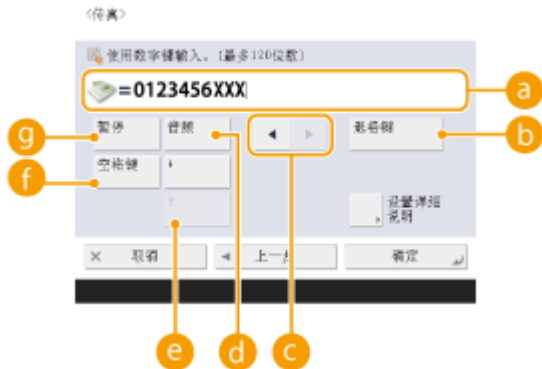 <传真>
使用数字键输入。(最多120位数)
=0123456XXX
a
g
暂停
音频
退格键
b
f
空格键
设置详细
说明
× 取消
上一步
确定
e
d
c